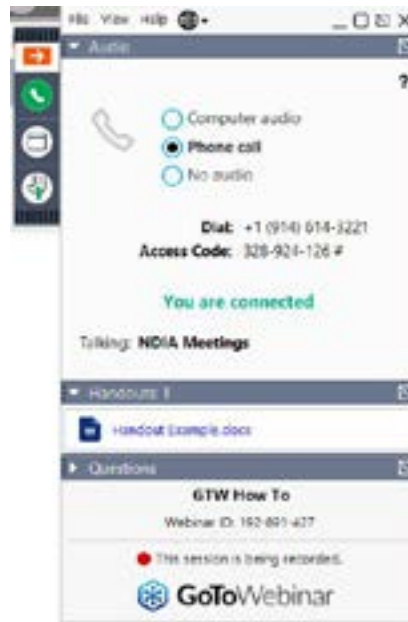 File View Help
Audio
?
Computer audio
Phone call
No audio
Dial: +1 (914) 614-3221
Access Code: 328-924-126 #
You are connected
Talking: NDIA Meetings
Handouts: 1
Handout Example.docx
Questions
GTW How To
Webinar ID: 192-891-427
This session is being recorded.
GoToWebinar